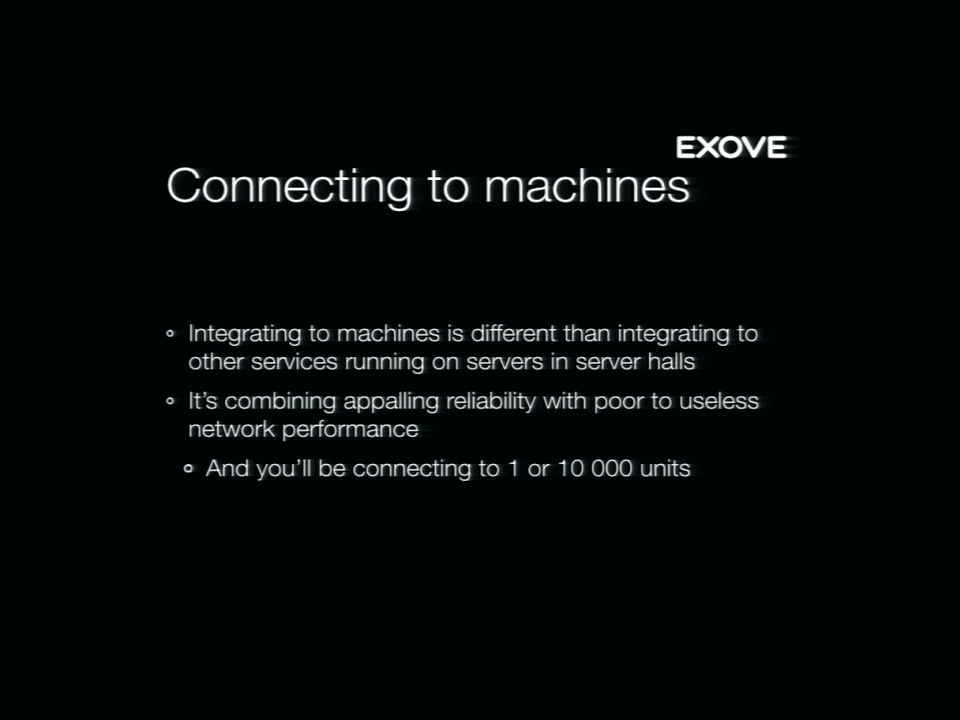 EXOVE
Connecting to machines
Integrating to machines is different than integrating to
other services running on servers in server halls
It’s combining appalling reliability with poor to useless
network performance
And you’ll be connecting to 1 or 10 000 units